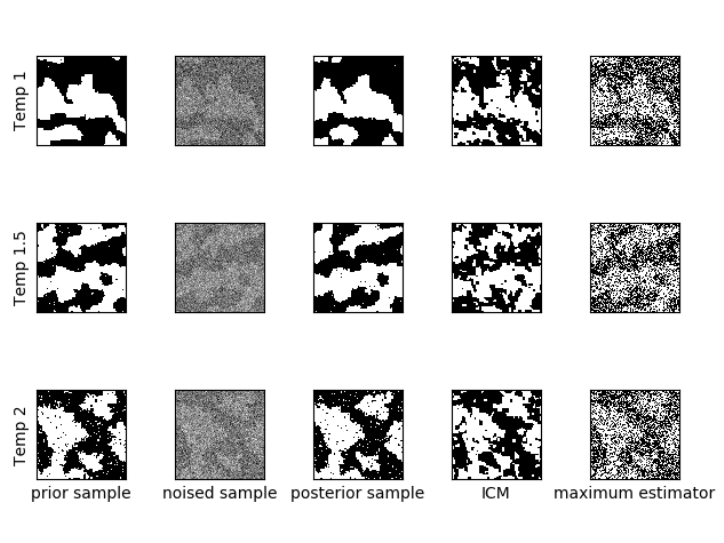 Temp 1
Temp 1.5
Temp 2
prior sample
noised sample
posterior sample
ICM
maximum estimator